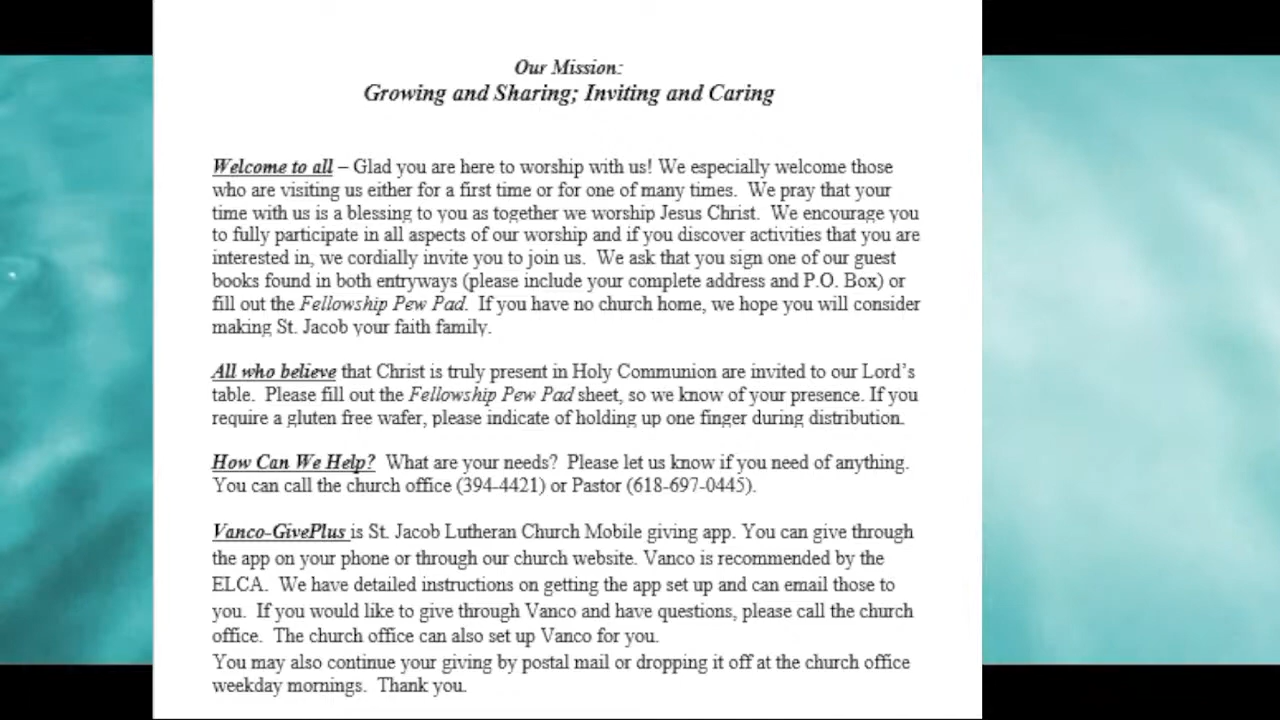 Our Mission:
Growing and Sharing; Inviting and Caring
Welcome to all – Glad you are here to worship with us! We especially welcome those
who are visiting us either for a first time or for one of many times. We pray that your
time with us is a blessing to you as together we worship Jesus Christ. We encourage you
to fully participate in all aspects of our worship and if you discover activities that you are
interested in, we cordially invite you to join us. We ask that you sign one of our guest
books found in both entryways (please include your complete address and P.O. Box) or
fill out the Fellowship Pew Pad. If you have no church home, we hope you will consider
making St. Jacob your faith family.
All who believe that Christ is truly present in Holy Communion are invited to our Lord's
table. Please fill out the Fellowship Pew Pad sheet, so we know of your presence. If you
require a gluten free wafer, please indicate of holding up one finger during distribution.
How Can We Help? What are your needs? Please let us know if you need of anything.
You can call the church office (394-4421) or Pastor (618-697-0445).
Vanco-GivePlus is St. Jacob Lutheran Church Mobile giving app. You can give through
the app on your phone or through our church website. Vanco is recommended by the
ELCA. We have detailed instructions on getting the app set up and can email those to
you. If you would like to give through Vanco and have questions, please call the church
office. The church office can also set up Vanco for you.
You may also continue your giving by postal mail or dropping it off at the church office
weekday mornings. Thank you.